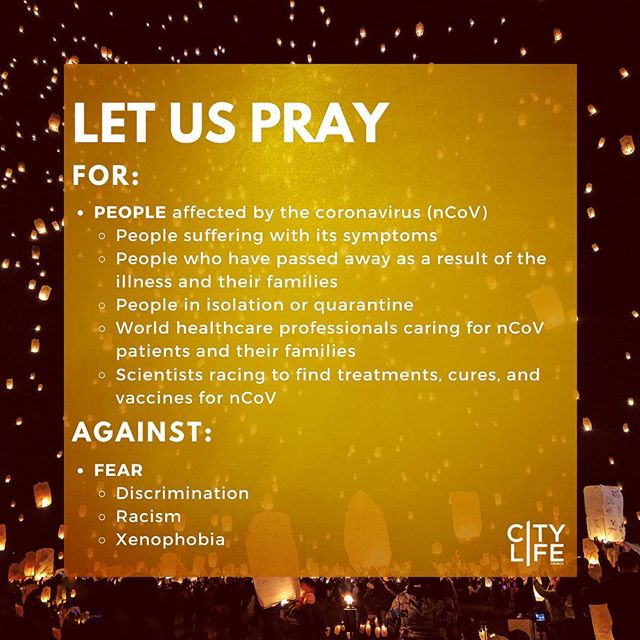 LET US PRAY
FOR:
• PEOPLE affected by the coronavirus (nCoV)
○ People suffering with its symptoms
○ People who have passed away as a result of the
illness and their families
○ People in isolation or quarantine
○ World healthcare professionals caring for nCoV
patients and their families
○ Scientists racing to find treatments, cures, and
vaccines for nCoV
AGAINST:
• FEAR
○ Discrimination
○ Racism
○ Xenophobia
C|TY
L|FE